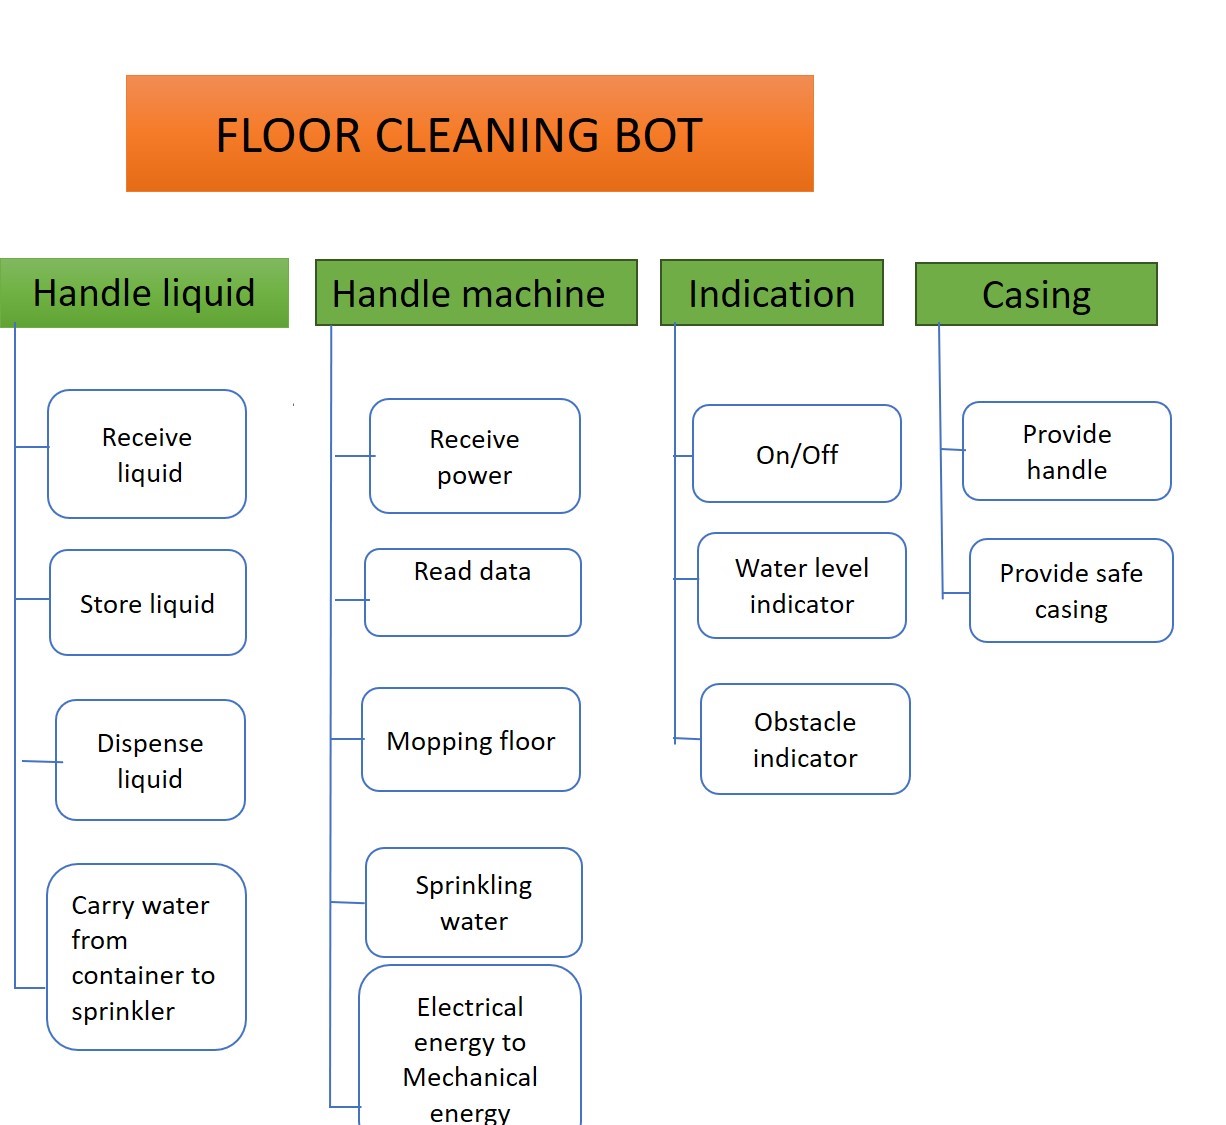 FLOOR CLEANING BOT
Handle liquid
Receive
liquid
Store liquid
Dispense
liquid
Carry water
from
container to
sprinkler
Handle machine
Receive
power
Read data
Mopping floor
Sprinkling
water
Electrical
energy to
Mechanical
energy
Indication
On/Off
Water level
indicator
Obstacle
indicator
Casing
Provide
handle
Provide safe
casing